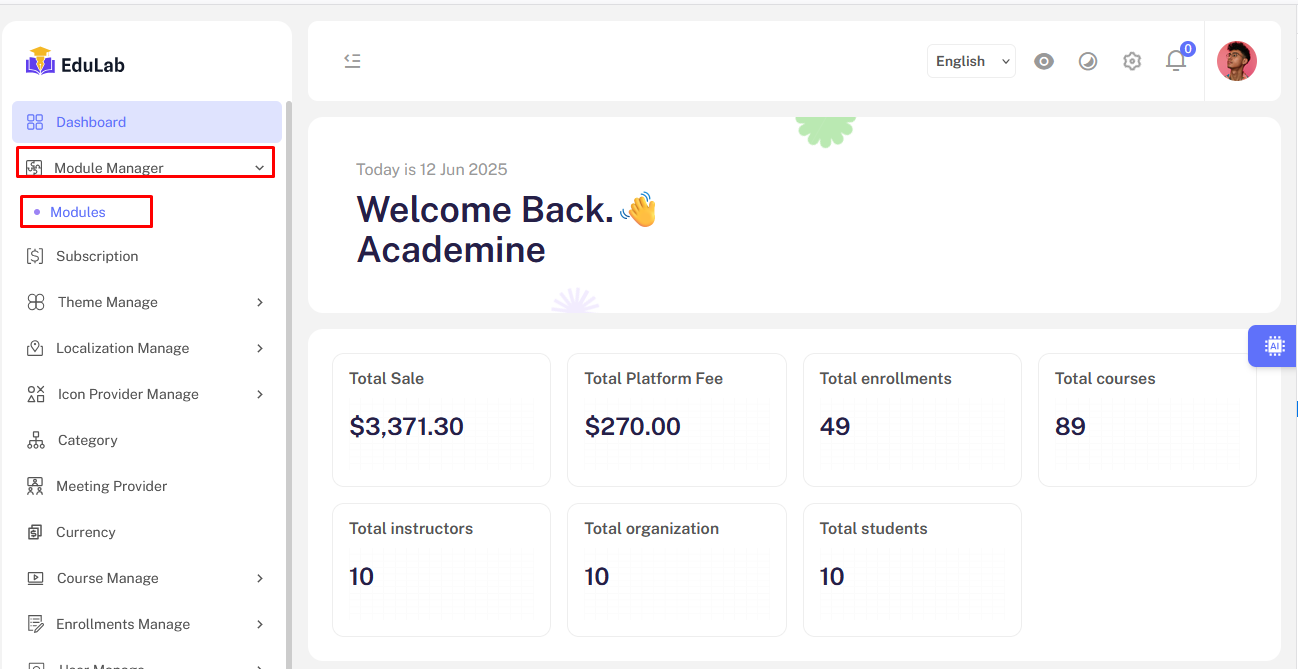 EduLab
Dashboard
Module Manager
Modules
Subscription
Theme Manage
Localization Manage
Icon Provider Manage
Category
Meeting Provider
Currency
Course Manage
Enrollments Manage
English
0
Today is 12 Jun 2025
Welcome Back.
Academine
AI
Total Sale
$3,371.30
Total Platform Fee
$270.00
Total enrollments
49
Total courses
89
Total instructors
10
Total organization
10
Total students
10